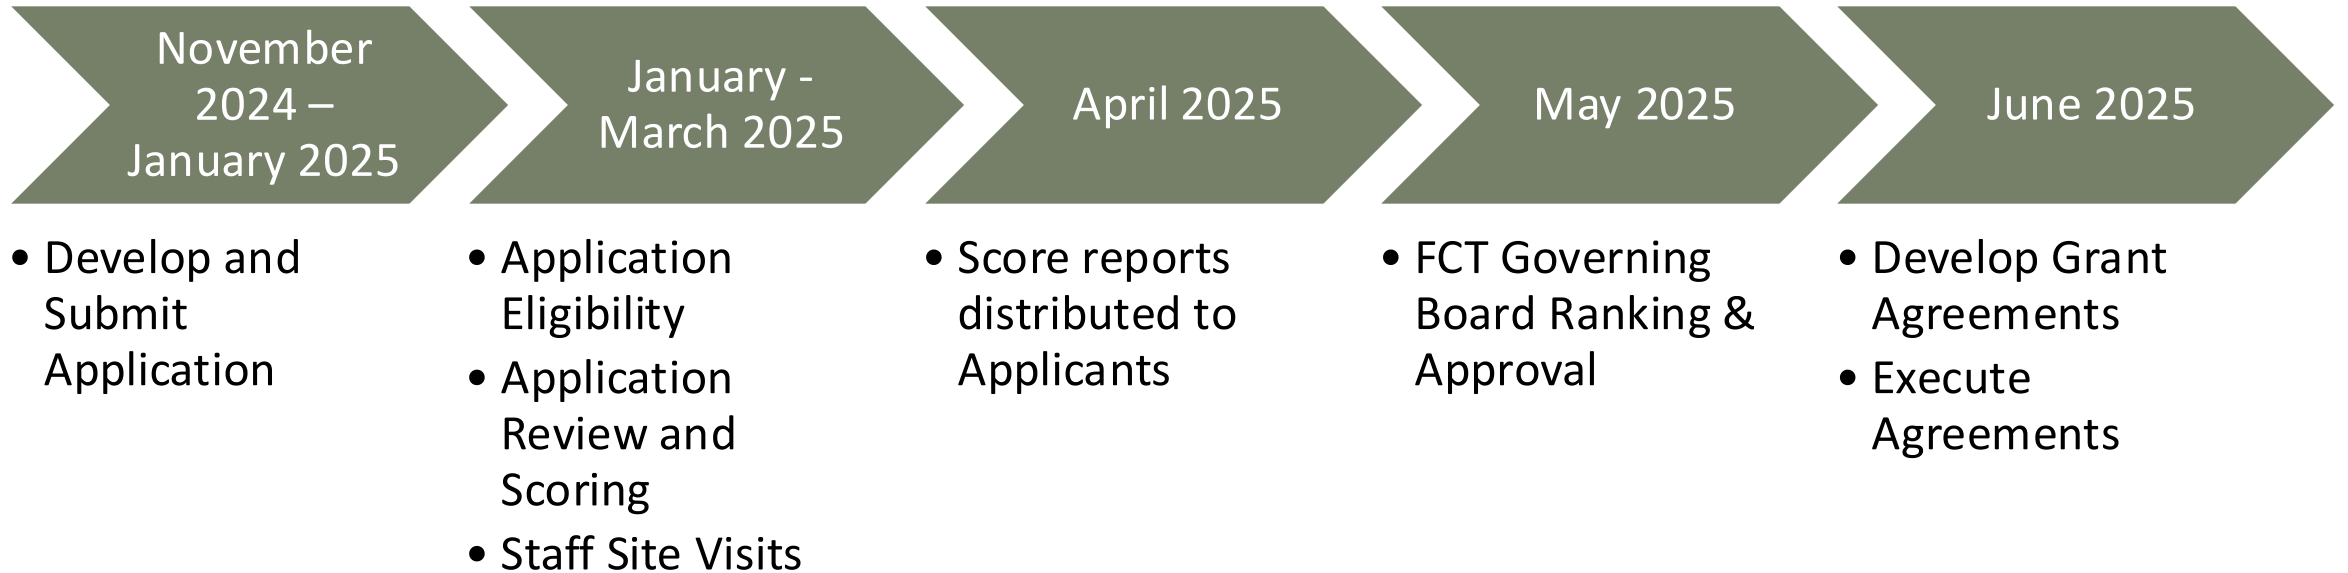 November
2024 –
January 2025
• Develop and
Submit
Application
January -
March 2025
• Application
Eligibility
• Application
Review and
Scoring
• Staff Site Visits
April 2025
• Score reports
distributed to
Applicants
May 2025
• FCT Governing
Board Ranking &
Approval
June 2025
• Develop Grant
Agreements
• Execute
Agreements